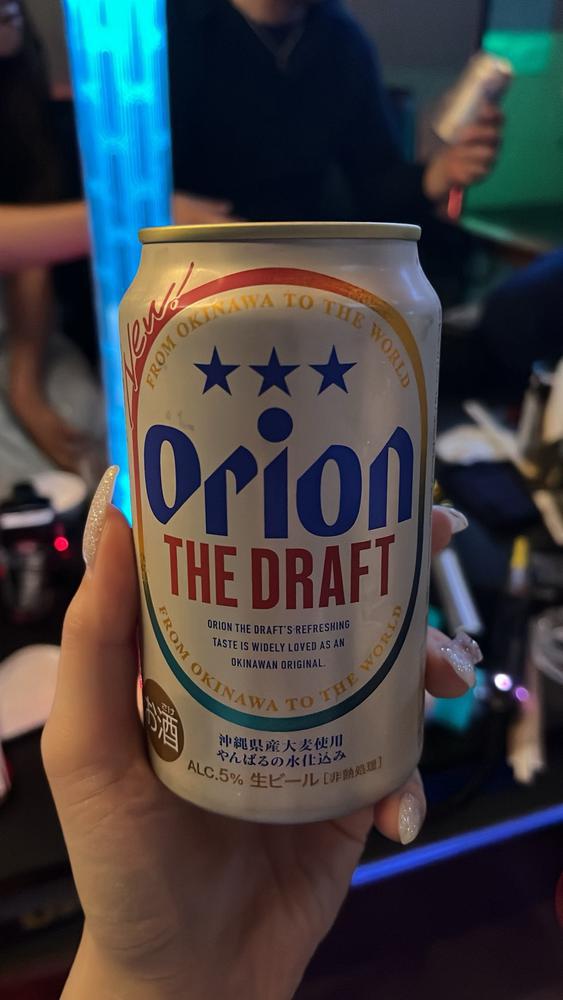 New!
FROM OKINAWA TO THE WORLD
Orion
THE DRAFT
ORION THE DRAFT'S REFRESHING
TASTE IS WIDELY LOVED AS AN
OKINAWAN ORIGINAL.
FROM OKINAWA TO THE WORLD
お酒
沖縄県産大麦使用
やんばるの水仕込み
ALC.5% 生ビール [非熱処理]